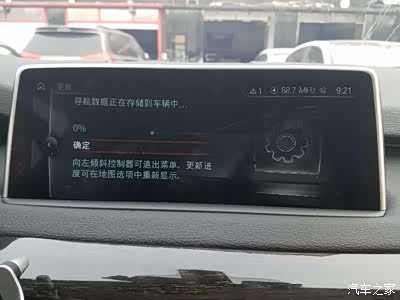 更新
1
88.7 MHz
9:21
导航数据正在存储到车辆中...
0%
确定
向左倾斜控制器可退出菜单。更新进
度可在地图选项中重新显示。
汽车之家